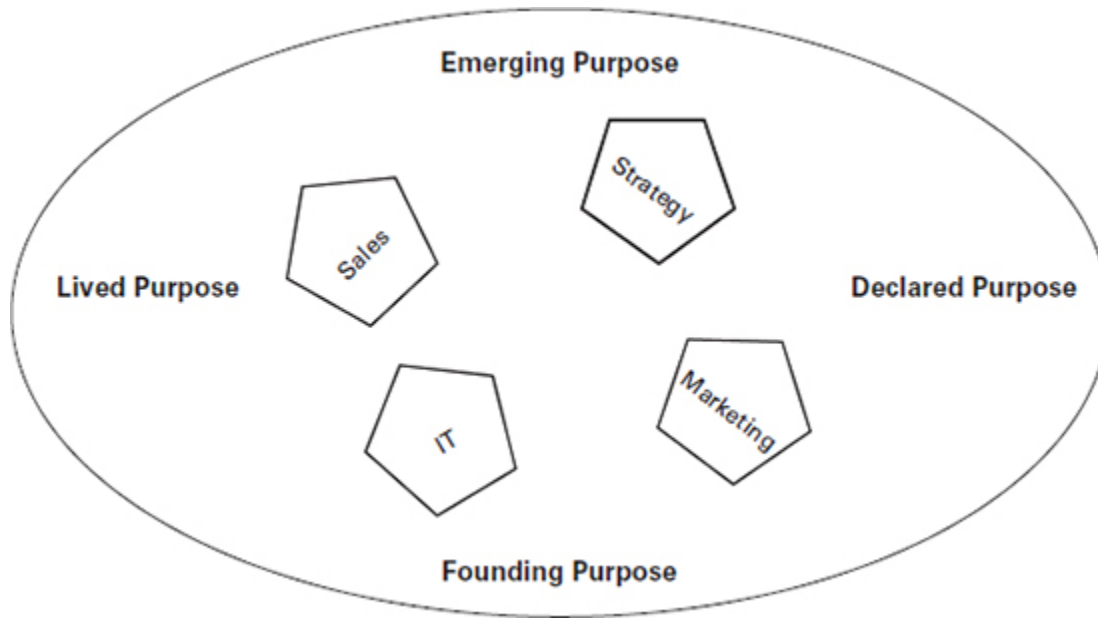 Emerging Purpose
Strategy
Sales
Lived Purpose
Declared Purpose
Marketing
IT
Founding Purpose